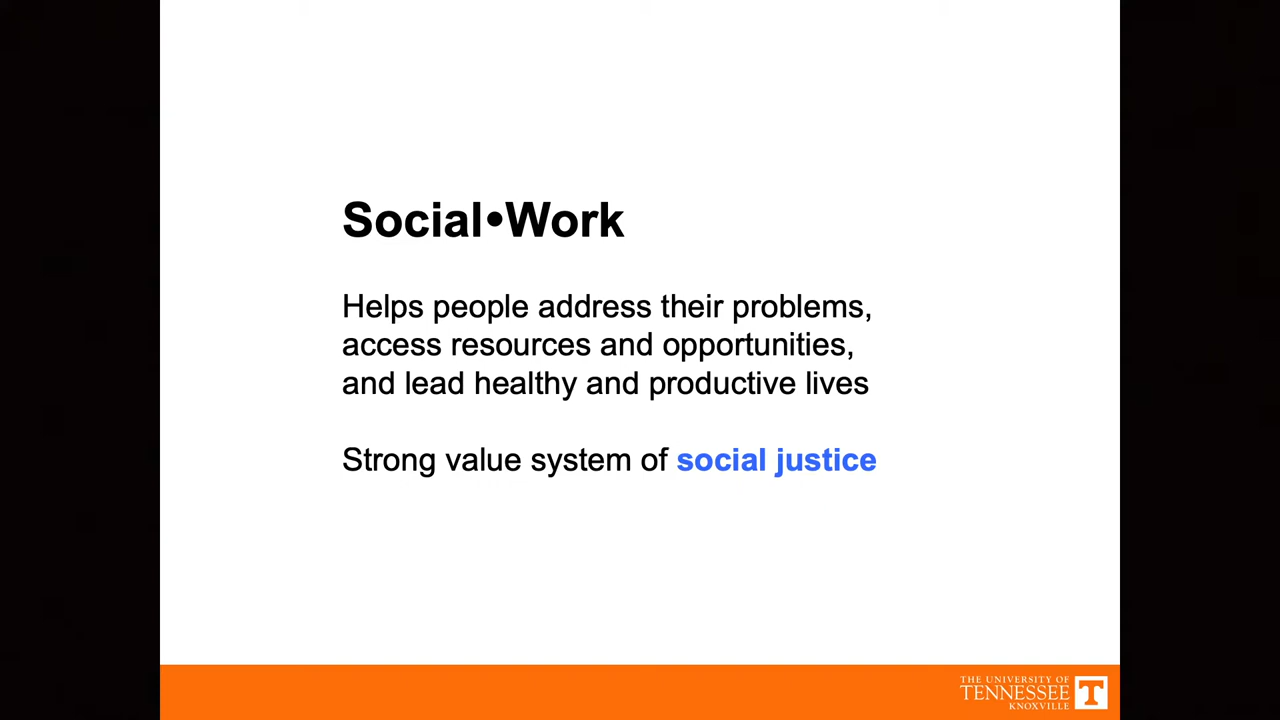 Social•Work
Helps people address their problems,
access resources and opportunities,
and lead healthy and productive lives
Strong value system of social justice
THE UNIVERSITY OF
TENNESSEE
KNOXVILLE
T